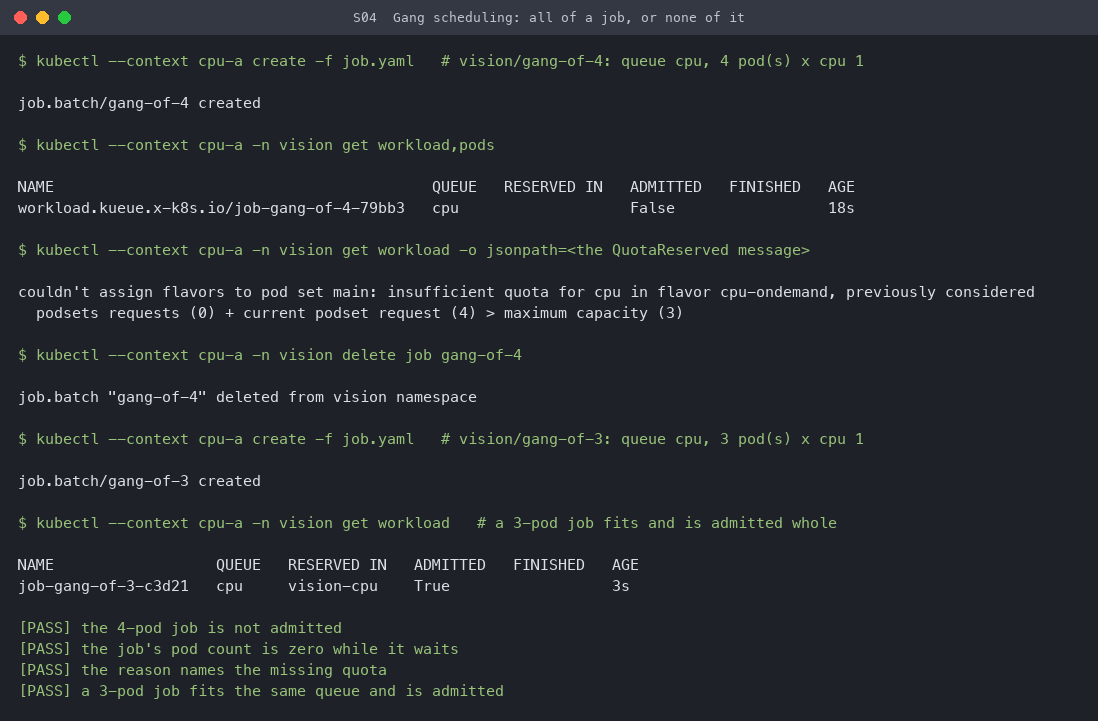 S04  Gang scheduling: all of a job, or none of it
$ kubectl --context cpu-a create -f job.yaml   # vision/gang-of-4: queue cpu, 4 pod(s) x cpu 1
job.batch/gang-of-4 created
$ kubectl --context cpu-a -n vision get workload,pods
NAME                                          QUEUE   RESERVED IN   ADMITTED   FINISHED   AGE
workload.kueue.x-k8s.io/job-gang-of-4-79bb3   cpu                   False                 18s
$ kubectl --context cpu-a -n vision get workload -o jsonpath=<the QuotaReserved message>
couldn't assign flavors to pod set main: insufficient quota for cpu in flavor cpu-ondemand, previously considered
  podsets requests (0) + current podset request (4) > maximum capacity (3)
$ kubectl --context cpu-a -n vision delete job gang-of-4
job.batch "gang-of-4" deleted from vision namespace
$ kubectl --context cpu-a create -f job.yaml   # vision/gang-of-3: queue cpu, 3 pod(s) x cpu 1
job.batch/gang-of-3 created
$ kubectl --context cpu-a -n vision get workload   # a 3-pod job fits and is admitted whole
NAME                  QUEUE   RESERVED IN   ADMITTED   FINISHED   AGE
job-gang-of-3-c3d21   cpu     vision-cpu    True                  3s
[PASS] the 4-pod job is not admitted
[PASS] the job's pod count is zero while it waits
[PASS] the reason names the missing quota
[PASS] a 3-pod job fits the same queue and is admitted